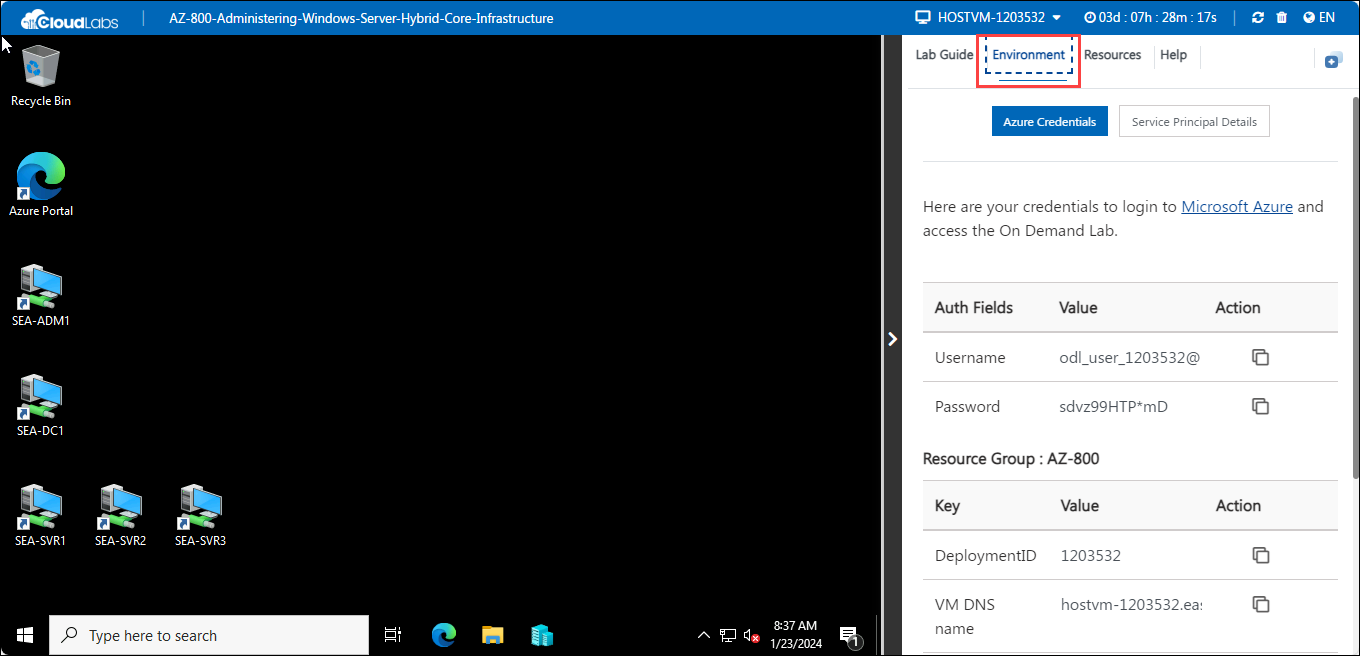 CloudLabs
AZ-800-Administering-Windows-Server-Hybrid-Core-Infrastructure
HOSTVM-1203532
03d : 07h : 28m : 17s
EN
Recycle Bin
Azure Portal
SEA-ADM1
SEA-DC1
SEA-SVR1
SEA-SVR2
SEA-SVR3
Type here to search
8:37 AM
1/23/2024
1
Lab Guide
Environment
Resources
Help
Azure Credentials
Service Principal Details
Here are your credentials to login to Microsoft Azure and
access the On Demand Lab.
Auth Fields Value Action
Username odl_user_1203532@
Password sdvz99HTP*mD
Resource Group : AZ-800
Key Value Action
DeploymentID 1203532
VM DNS hostvm-1203532.eas
name